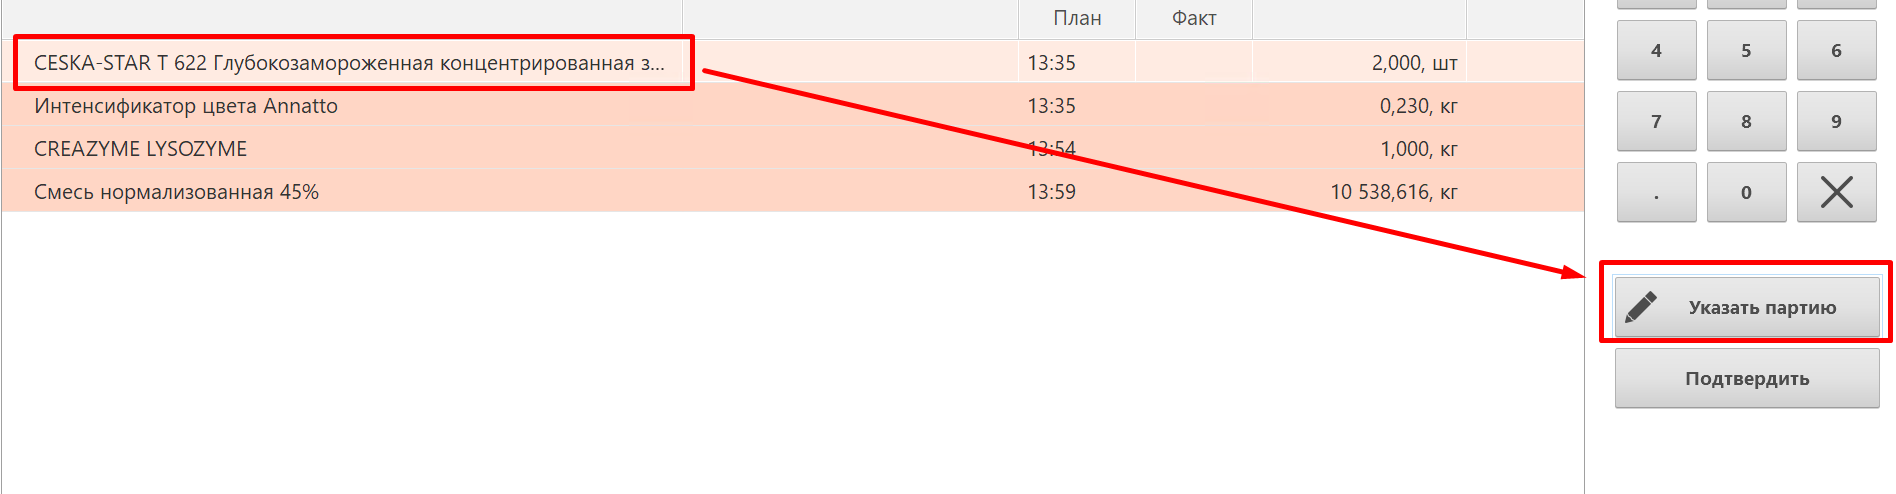 План Факт
CESKA-STAR T 622 Глубокозамороженная концентрированная з... 13:35 2,000, шт
Интенсификатор цвета Annatto 13:35 0,230, кг
CREAZYME LYSOZYME 13:54 1,000, кг
Смесь нормализованная 45% 13:59 10 538,616, кг
4 5 6
7 8 9
. 0
Указать партию
Подтвердить